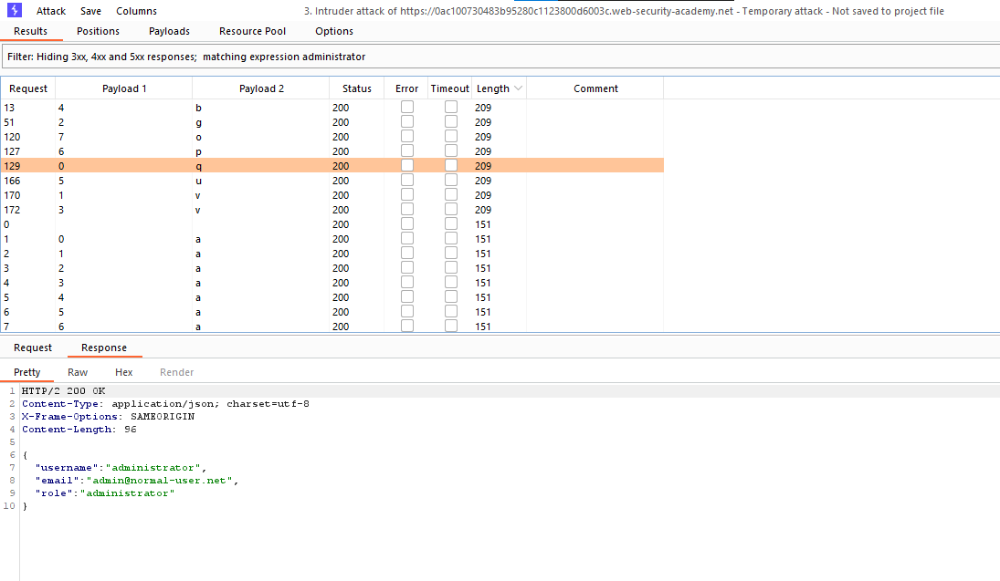 Attack Save Columns 3. Intruder attack of https://0ac100730483b95280c1123800d6003c.web-security-academy.net - Temporary attack - Not saved to project file
Results Positions Payloads Resource Pool Options
Filter: Hiding 3xx, 4xx and 5xx responses; matching expression administrator
Request Payload 1 Payload 2 Status Error Timeout Length Comment
13 4 b 200 209
51 2 g 200 209
120 7 o 200 209
127 6 p 200 209
129 0 q 200 209
166 5 u 200 209
170 1 v 200 209
172 3 v 200 209
0 200 151
1 0 a 200 151
2 1 a 200 151
3 2 a 200 151
4 3 a 200 151
5 4 a 200 151
6 5 a 200 151
7 6 a 200 151
Request Response
Pretty Raw Hex Render
1 HTTP/2 200 OK
2 Content-Type: application/json; charset=utf-8
3 X-Frame-Options: SAMEORIGIN
4 Content-Length: 96
5
6 {
7 "username":"administrator",
8 "email":"admin@normal-user.net",
9 "role":"administrator"
10 }